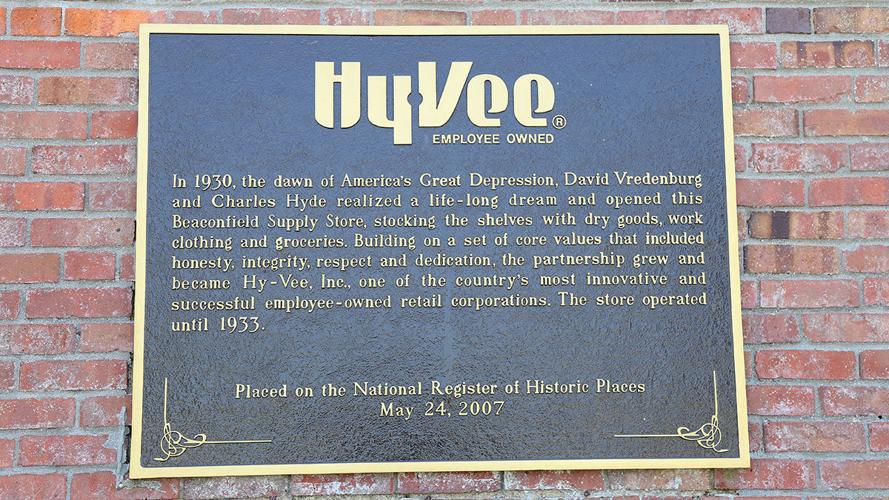 HyVee®
EMPLOYEE OWNED
In 1930, the dawn of America's Great Depression, David Vredenburg
and Charles Hyde realized a life-long dream and opened this
Beaconfield Supply Store, stocking the shelves with dry goods, work
clothing and groceries. Building on a set of core values that included
honesty, integrity, respect and dedication, the partnership grew and
became Hy-Vee, Inc., one of the country's most innovative and
successful employee-owned retail corporations. The store operated
until 1933.
Placed on the National Register of Historic Places
May 24, 2007